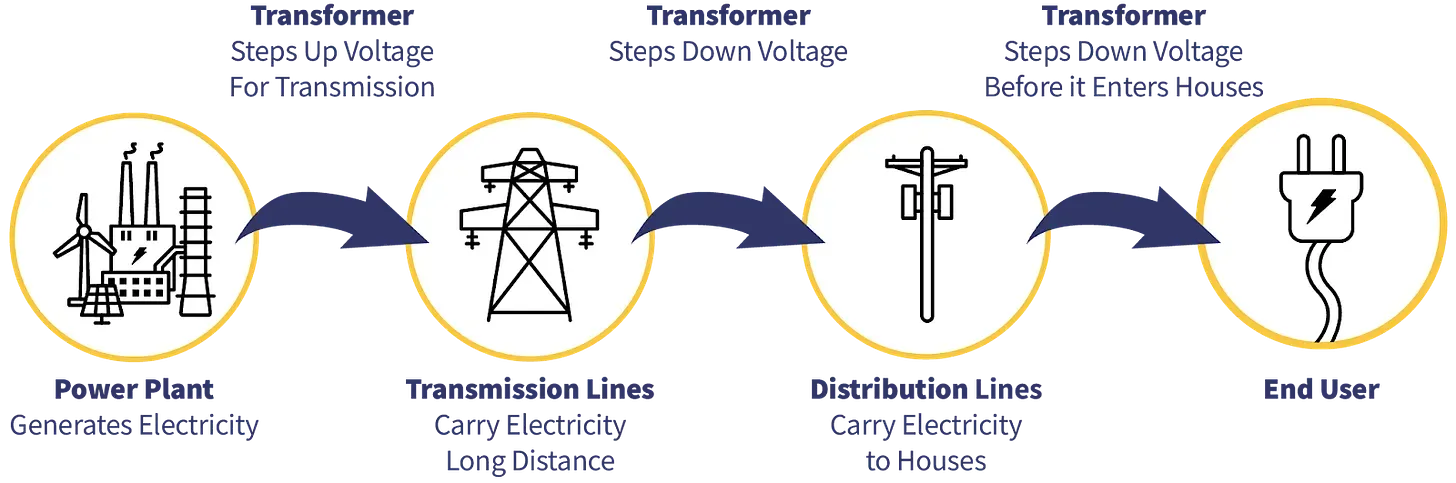 Transformer
Steps Up Voltage
For Transmission
Transformer
Steps Down Voltage
Transformer
Steps Down Voltage
Before it Enters Houses
Power Plant
Generates Electricity
Transmission Lines
Carry Electricity
Long Distance
Distribution Lines
Carry Electricity
to Houses
End User